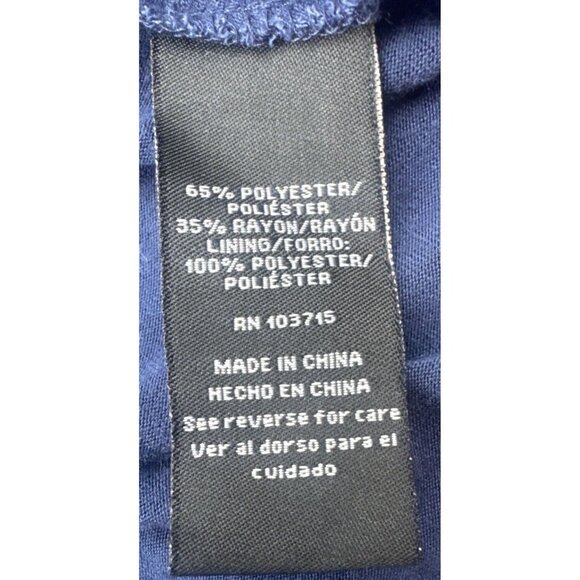 65% POLYESTER/
POLIÉSTER
35% RAYON/RAYÓN
LINING/FORRO:
100% POLYESTER/
POLIÉSTER
RN 103715
MADE IN CHINA
HECHO EN CHINA
See reverse for care
Ver al dorso para el
cuidado